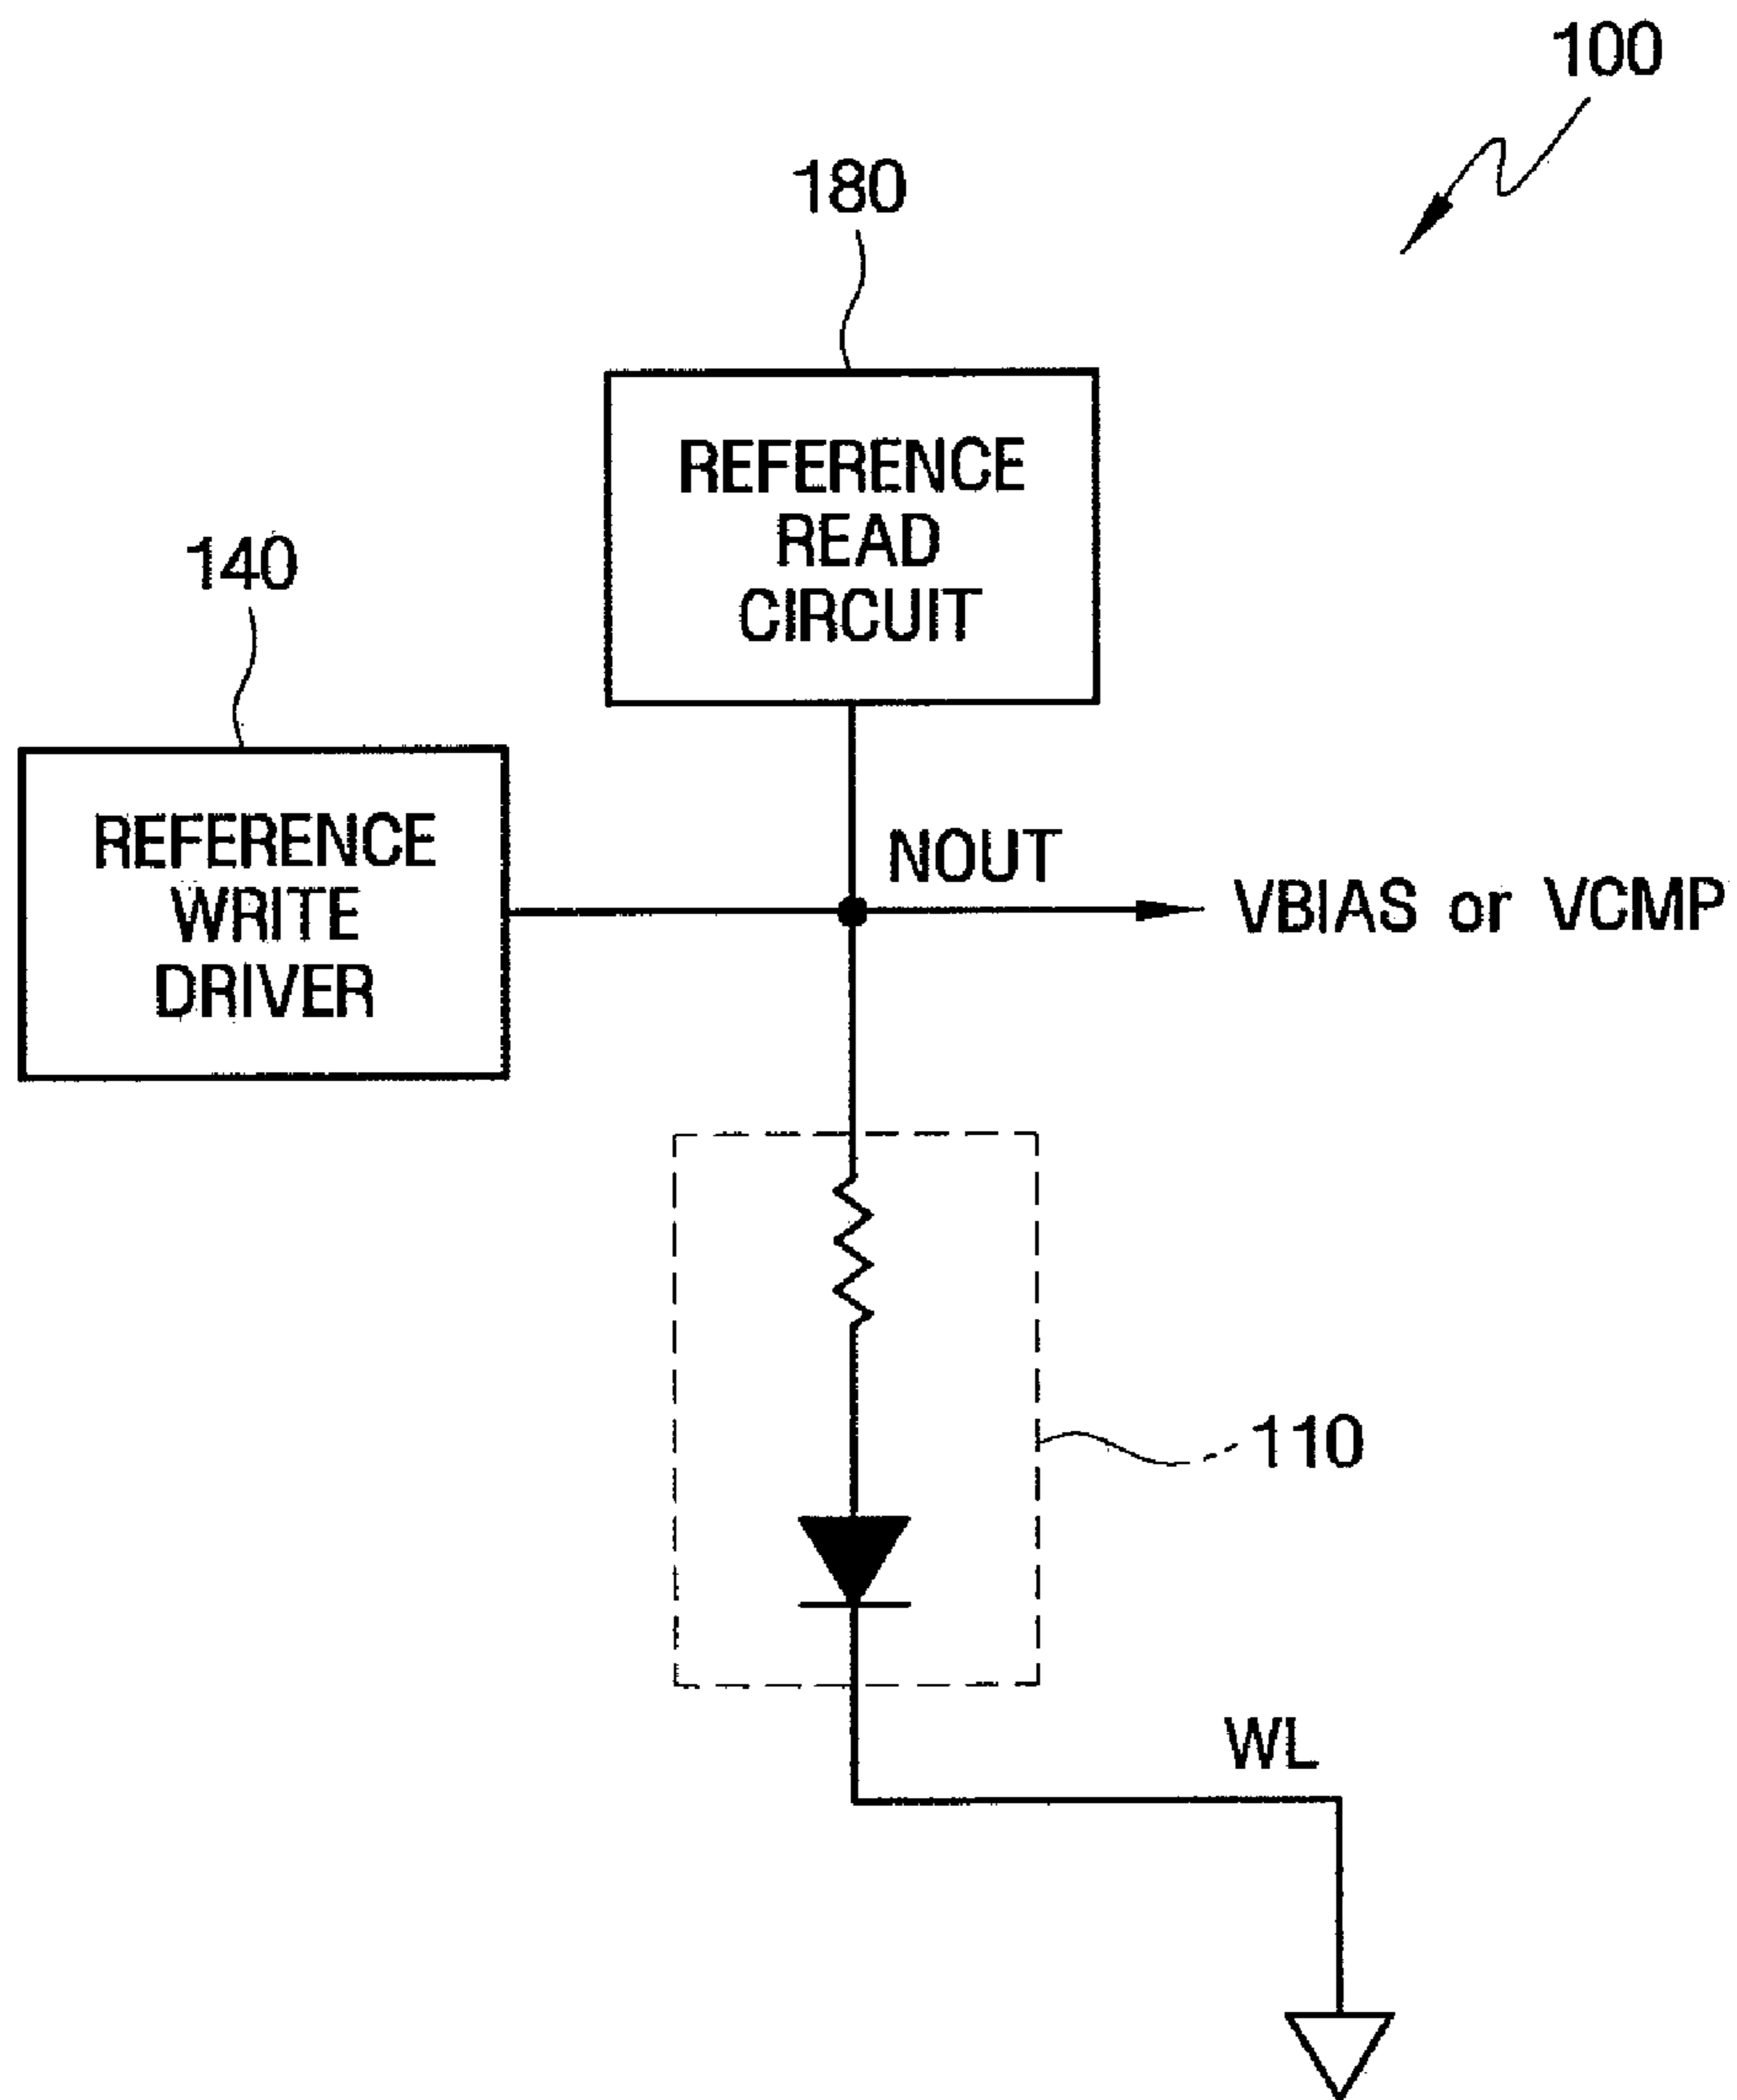 100
180
REFERENCE
READ
CIRCUIT
140
REFERENCE
WRITE
DRIVER
NOUT
VBIAS or VCMP
110
WL